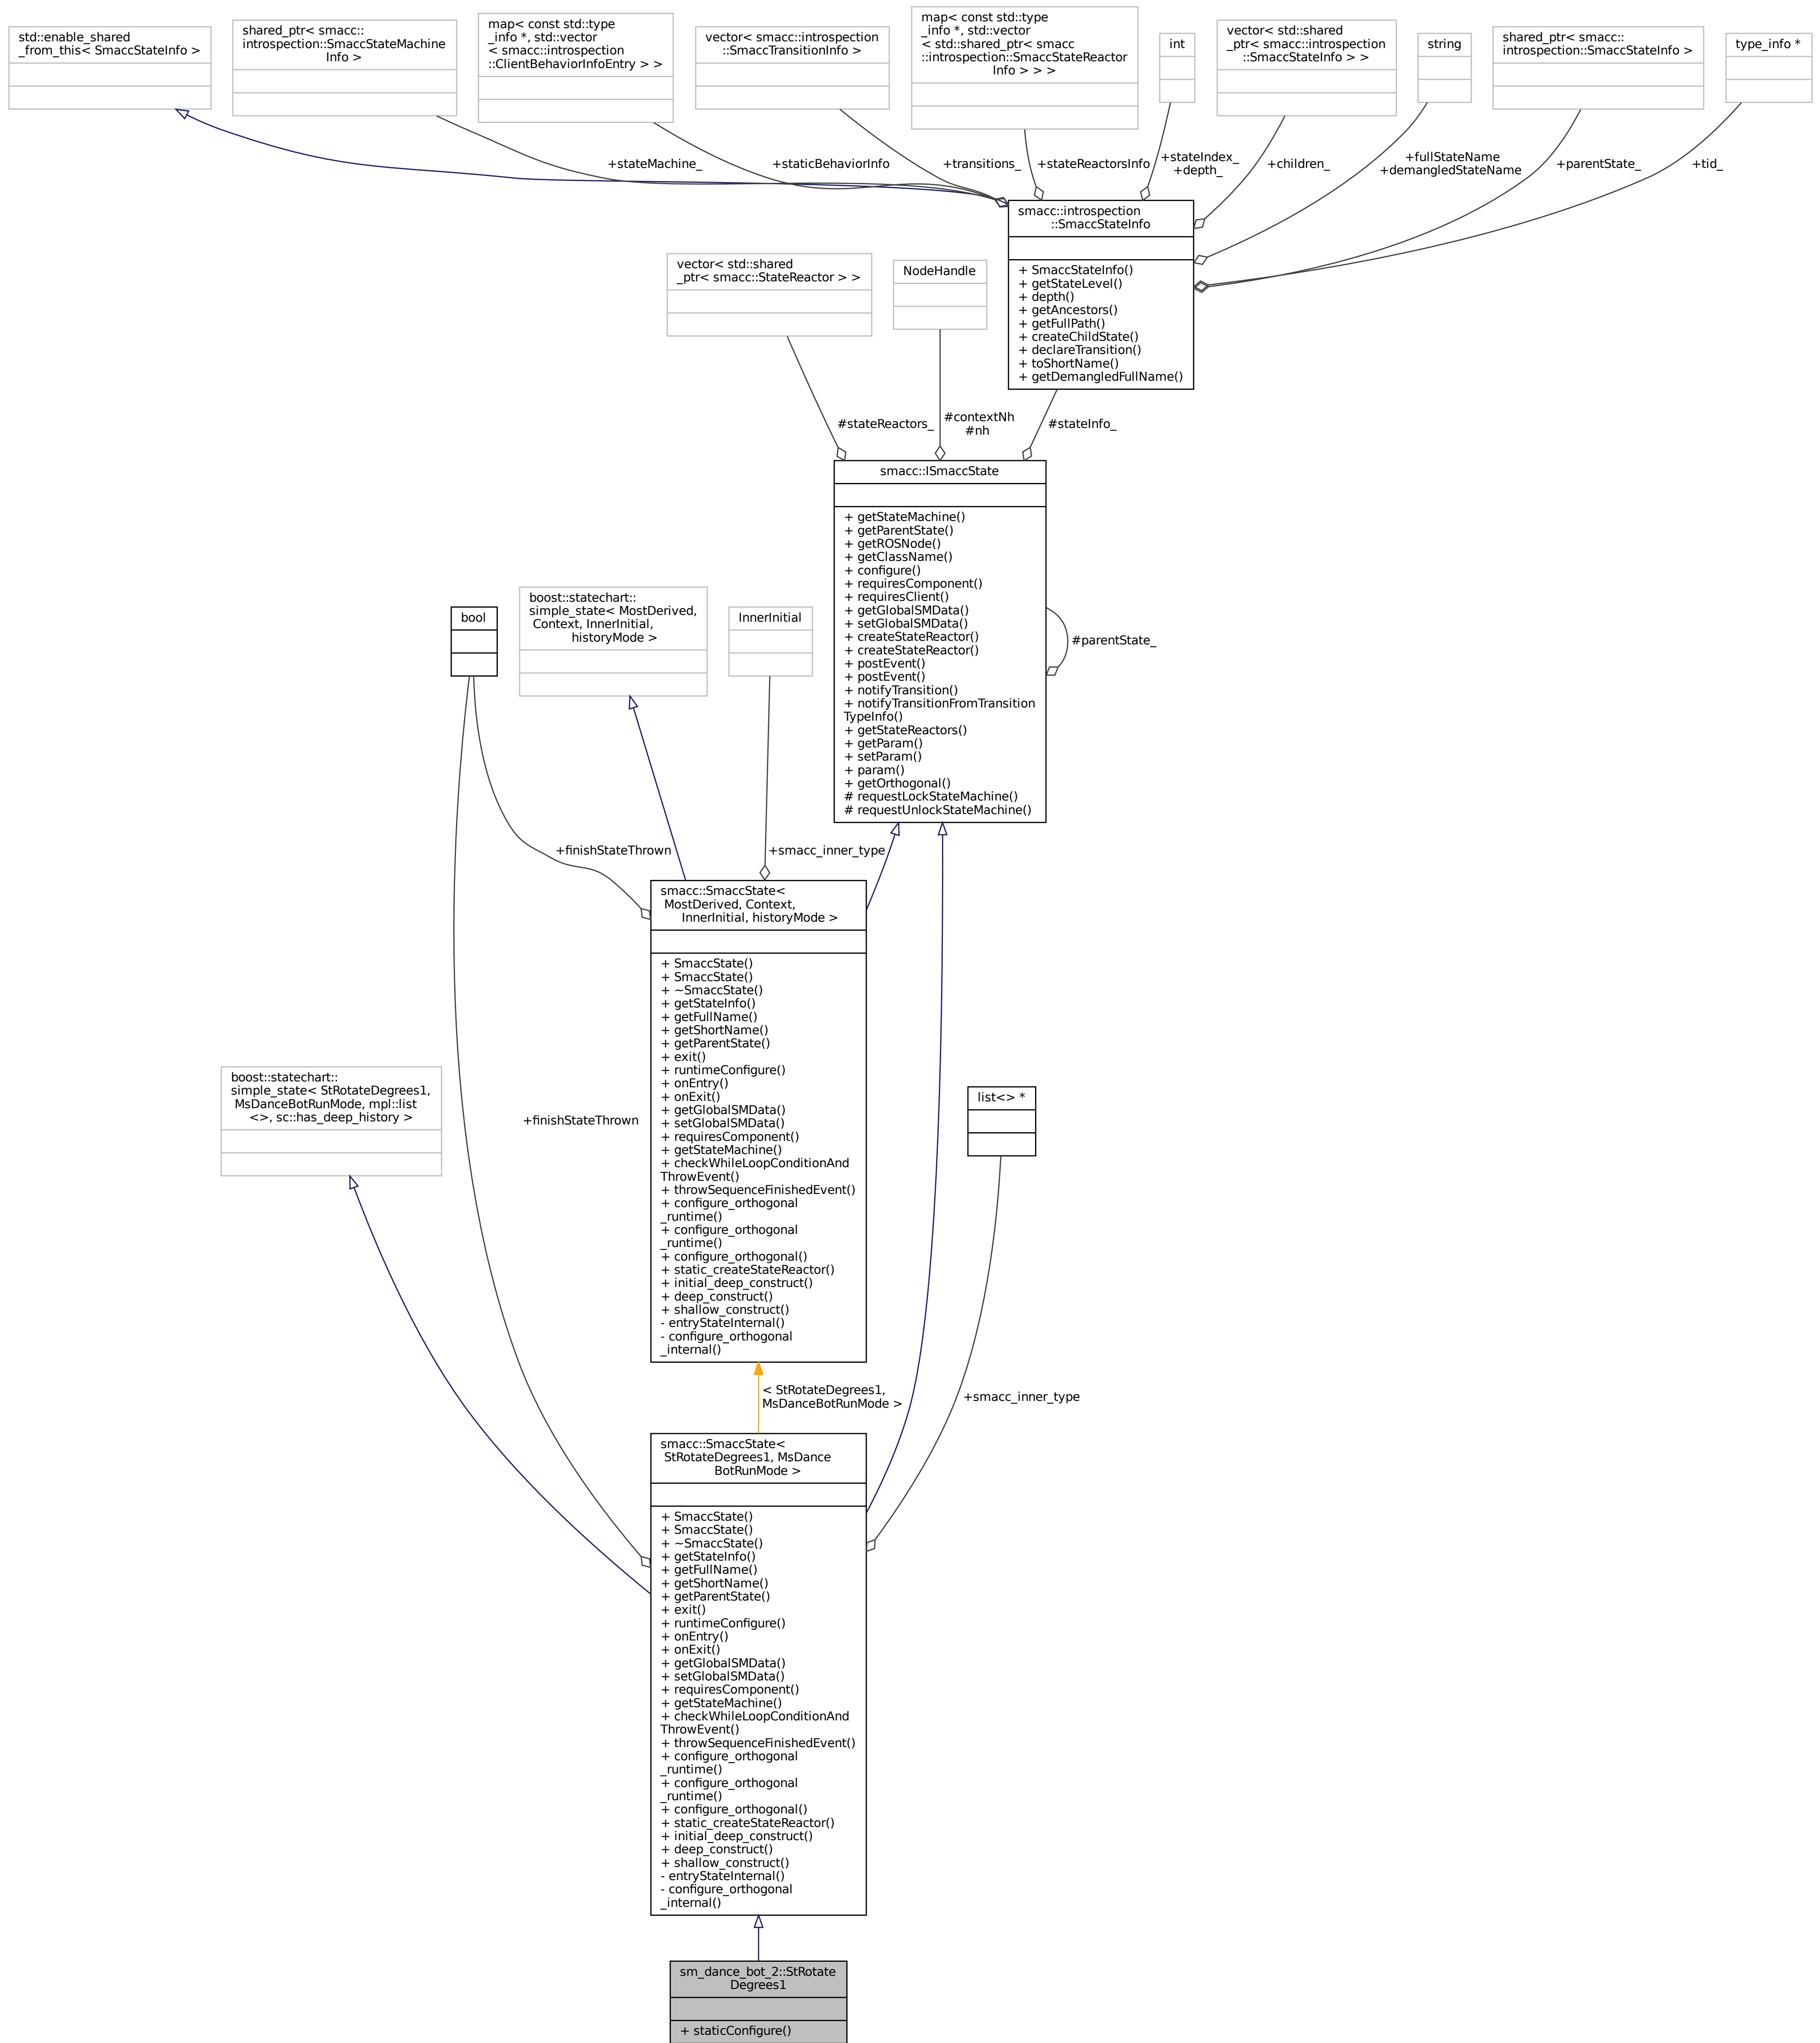 std::enable_shared
_from_this< SmaccStateInfo >
shared_ptr< smacc::
introspection::SmaccStateMachine
Info >
map< const std::type
_info *, std::vector
< smacc::introspection
::ClientBehaviorInfoEntry > >
vector< smacc::introspection
::SmaccTransitionInfo >
map< const std::type
_info *, std::vector
< std::shared_ptr< smacc
::introspection::SmaccStateReactor
Info > > >
int
vector< std::shared
_ptr< smacc::introspection
::SmaccStateInfo > >
string
shared_ptr< smacc::
introspection::SmaccStateInfo >
type_info *
+stateMachine_
+staticBehaviorInfo
+transitions_
+stateReactorsInfo
+stateIndex_
+depth_
+children_
+fullStateName
+demangledStateName
+parentState_
+tid_
smacc::introspection
::SmaccStateInfo
+ SmaccStateInfo()
+ getStateLevel()
+ depth()
+ getAncestors()
+ getFullPath()
+ createChildState()
+ declareTransition()
+ toShortName()
+ getDemangledFullName()
vector< std::shared
_ptr< smacc::StateReactor > >
NodeHandle
#stateReactors_
#contextNh
#nh
#stateInfo_
smacc::ISmaccState
+ getStateMachine()
+ getParentState()
+ getROSNode()
+ getClassName()
+ configure()
+ requiresComponent()
+ requiresClient()
+ getGlobalSMData()
+ setGlobalSMData()
+ createStateReactor()
+ createStateReactor()
+ postEvent()
+ postEvent()
+ notifyTransition()
+ notifyTransitionFromTransition
TypeInfo()
+ getStateReactors()
+ getParam()
+ setParam()
+ param()
+ getOrthogonal()
# requestLockStateMachine()
# requestUnlockStateMachine()
#parentState_
bool
boost::statechart::
simple_state< MostDerived,
Context, InnerInitial,
historyMode >
InnerInitial
+finishStateThrown
+smacc_inner_type
smacc::SmaccState<
MostDerived, Context,
InnerInitial, historyMode >
+ SmaccState()
+ SmaccState()
+ ~SmaccState()
+ getStateInfo()
+ getFullName()
+ getShortName()
+ getParentState()
+ exit()
+ runtimeConfigure()
+ onEntry()
+ onExit()
+ getGlobalSMData()
+ setGlobalSMData()
+ requiresComponent()
+ getStateMachine()
+ checkWhileLoopConditionAnd
ThrowEvent()
+ throwSequenceFinishedEvent()
+ configure_orthogonal
_runtime()
+ configure_orthogonal
_runtime()
+ configure_orthogonal()
+ static_createStateReactor()
+ initial_deep_construct()
+ deep_construct()
+ shallow_construct()
- entryStateInternal()
- configure_orthogonal
_internal()
boost::statechart::
simple_state< StRotateDegrees1,
MsDanceBotRunMode, mpl::list
<>, sc::has_deep_history >
+finishStateThrown
list<> *
< StRotateDegrees1,
MsDanceBotRunMode >
+smacc_inner_type
smacc::SmaccState<
StRotateDegrees1, MsDance
BotRunMode >
+ SmaccState()
+ SmaccState()
+ ~SmaccState()
+ getStateInfo()
+ getFullName()
+ getShortName()
+ getParentState()
+ exit()
+ runtimeConfigure()
+ onEntry()
+ onExit()
+ getGlobalSMData()
+ setGlobalSMData()
+ requiresComponent()
+ getStateMachine()
+ checkWhileLoopConditionAnd
ThrowEvent()
+ throwSequenceFinishedEvent()
+ configure_orthogonal
_runtime()
+ configure_orthogonal
_runtime()
+ configure_orthogonal()
+ static_createStateReactor()
+ initial_deep_construct()
+ deep_construct()
+ shallow_construct()
- entryStateInternal()
- configure_orthogonal
_internal()
sm_dance_bot_2::StRotate
Degrees1
+ staticConfigure()